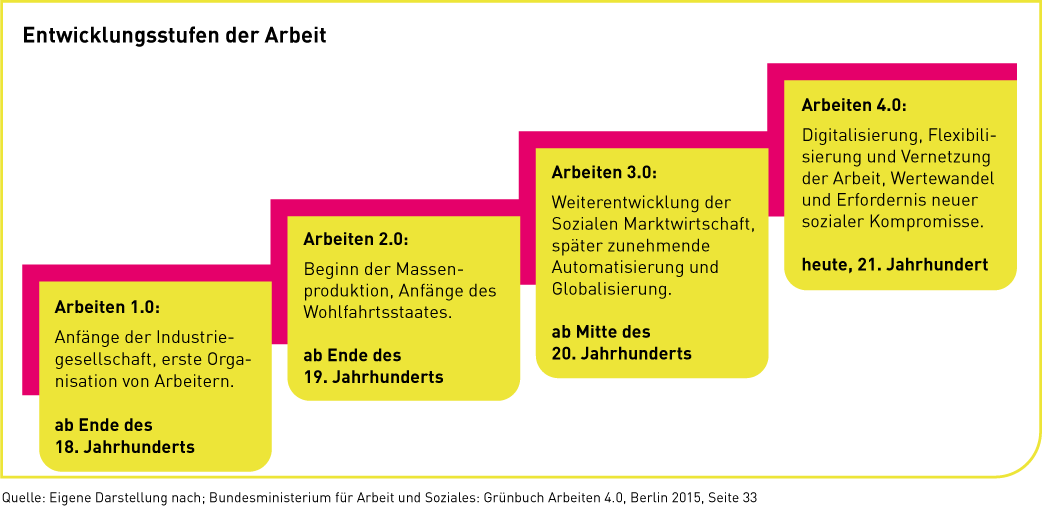 Entwicklungsstufen der Arbeit
Arbeiten 1.0:
Anfänge der Industrie-
gesellschaft, erste Orga-
nisation von Arbeitern.
ab Ende des
18. Jahrhunderts
Arbeiten 2.0:
Beginn der Massen-
produktion, Anfänge des
Wohlfahrtsstaates.
ab Ende des
19. Jahrhunderts
Arbeiten 3.0:
Weiterentwicklung der
Sozialen Marktwirtschaft,
später zunehmende
Automatisierung und
Globalisierung.
ab Mitte des
20. Jahrhunderts
Arbeiten 4.0:
Digitalisierung, Flexibili-
sierung und Vernetzung
der Arbeit, Wertewandel
und Erfordernis neuer
sozialer Kompromisse.
heute, 21. Jahrhundert
Quelle: Eigene Darstellung nach; Bundesministerium für Arbeit und Soziales: Grünbuch Arbeiten 4.0, Berlin 2015, Seite 33